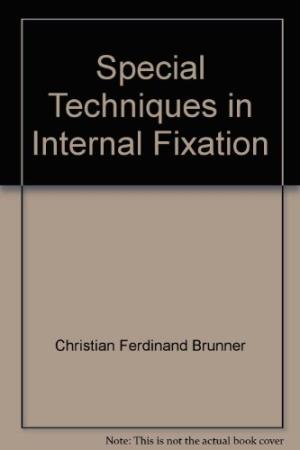 Special
Techniques in
Internal Fixation
Christian Ferdinand Brunner
Note: This is not the actual book cover